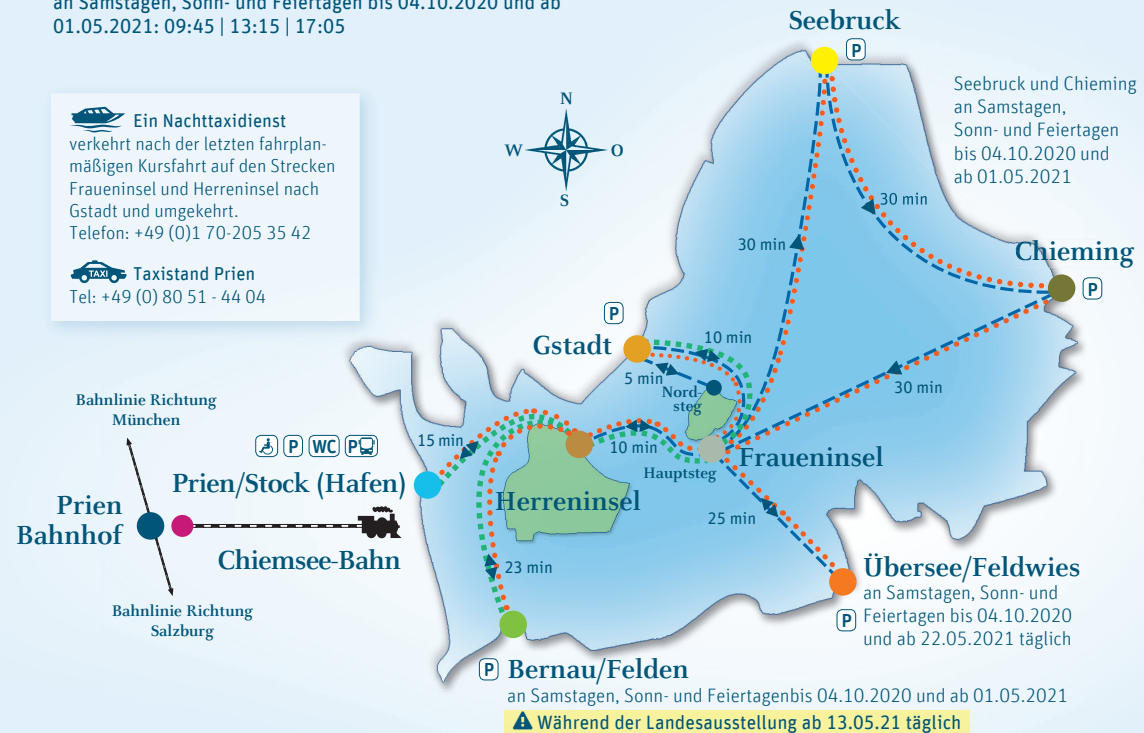 an Samstagen, Sonn- und Feiertagen bis 04.10.2020 und ab
01.05.2021: 09:45 | 13:15 | 17:05
Seebruck
P
Seebruck und Chieming
an Samstagen,
Sonn- und Feiertagen
bis 04.10.2020 und
ab 01.05.2021
Ein Nachttaxidienst
verkehrt nach der letzten fahrplan-
mäßigen Kursfahrt auf den Strecken
Fraueninsel und Herreninsel nach
Gstadt und umgekehrt.
Telefon: +49 (0)1 70-205 35 42
TAXI Taxistand Prien
Tel: +49 (0) 80 51 - 44 04
N
W
O
S
30 min
30 min
Chieming
P
P
Gstadt
10 min
5 min
Nord-
steg
30 min
Bahnlinie Richtung
München
P WC P
15 min
10 min
Hauptsteg
Fraueninsel
Prien/Stock (Hafen)
Herreninsel
Prien
Bahnhof
25 min
Chiemsee-Bahn
23 min
Übersee/Feldwies
an Samstagen, Sonn- und
P Feiertagen bis 04.10.2020
und ab 22.05.2021 täglich
Bahnlinie Richtung
Salzburg
P Bernau/Felden
an Samstagen, Sonn- und Feiertagenbis 04.10.2020 und ab 01.05.2021
Während der Landesausstellung ab 13.05.21 täglich